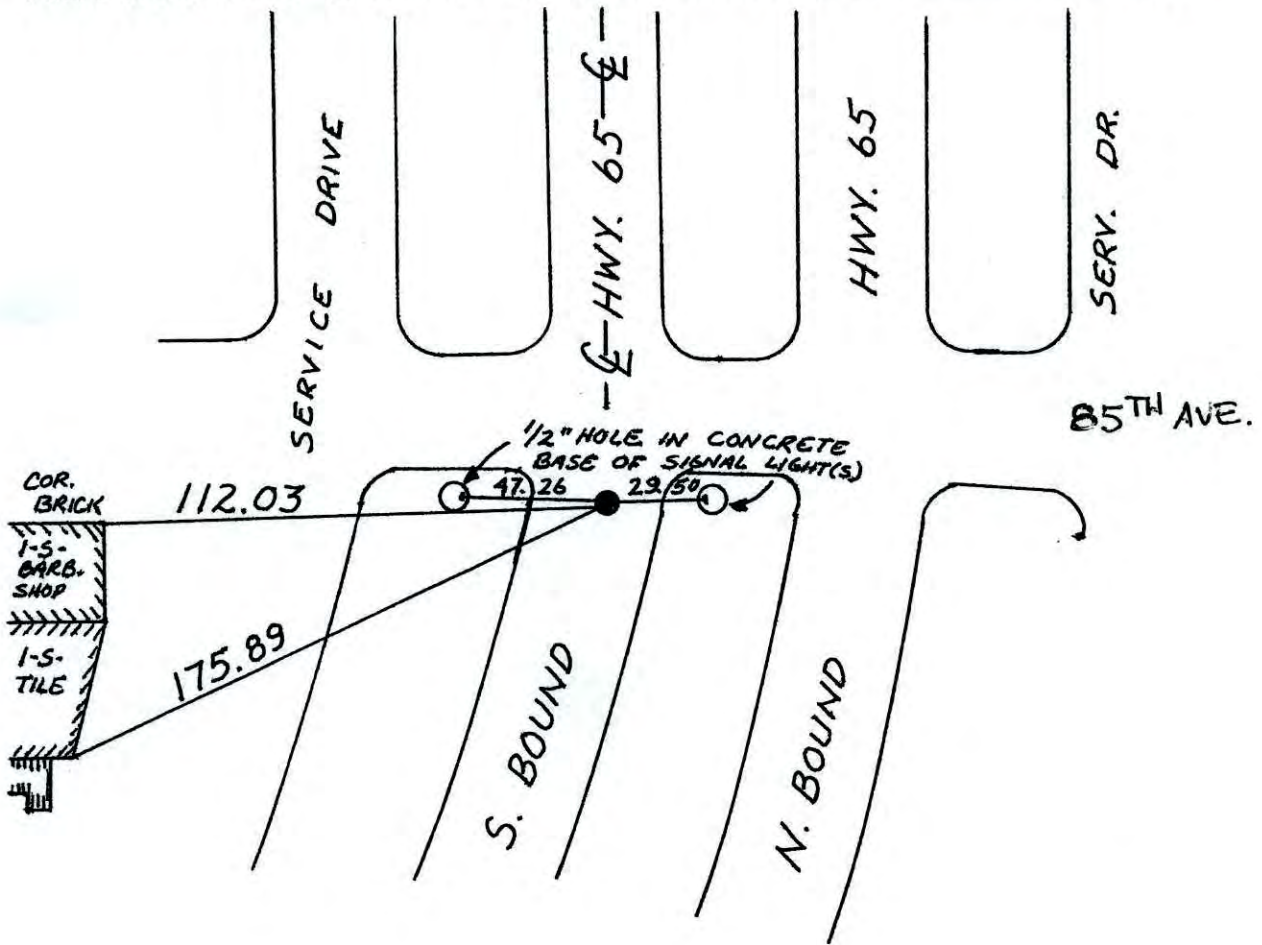 SERVICE DRIVE
℄ HWY. 65 ℄
HWY. 65
SERV. DR.
85TH AVE.
1/2" HOLE IN CONCRETE
BASE OF SIGNAL LIGHT(S)
47.26
29.50
COR.
BRICK
112.03
1-S-
BARB.
SHOP
1-S-
TILE
175.89
S. BOUND
N. BOUND